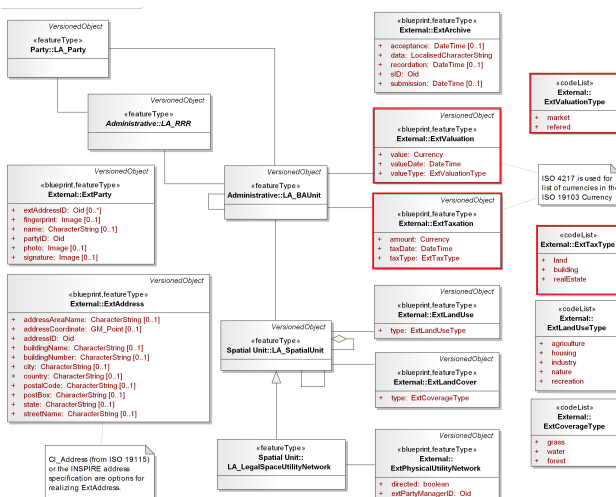 VersionedObject
«featureType»
Party::LA_Party
VersionedObject
«featureType»
Administrative::LA_RRR
VersionedObject
«blueprint,featureType»
External::ExtParty
+ extAddressID: Oid [0..*]
+ fingerprint: Image [0..1]
+ name: CharacterString [0..1]
+ partyID: Oid
+ photo: Image [0..1]
+ signature: Image [0..1]
VersionedObject
«blueprint,featureType»
External::ExtAddress
+ addressAreaName: CharacterString [0..1]
+ addressCoordinate: GM_Point [0..1]
+ addressID: Oid
+ buildingName: CharacterString [0..1]
+ buildingNumber: CharacterString [0..1]
+ city: CharacterString [0..1]
+ country: CharacterString [0..1]
+ postalCode: CharacterString [0..1]
+ postBox: CharacterString [0..1]
+ state: CharacterString [0..1]
+ streetName: CharacterString [0..1]
CI_Address (from ISO 19115)
or the INSPIRE address
specification are options for
realizing ExtAddress.
VersionedObject
«featureType»
Administrative::LA_BAUnit
VersionedObject
«featureType»
Spatial Unit::LA_SpatialUnit
«featureType»
Spatial Unit::
LA_LegalSpaceUtilityNetwork
«blueprint,featureType»
External::ExtArchive
+ acceptance: DateTime [0..1]
+ data: LocalisedCharacterString
+ recordation: DateTime [0..1]
+ sID: Oid
+ submission: DateTime [0..1]
VersionedObject
«blueprint,featureType»
External::ExtValuation
+ value: Currency
+ valueDate: DateTime
+ valueType: ExtValuationType
VersionedObject
«blueprint,featureType»
External::ExtTaxation
+ amount: Currency
+ taxDate: DateTime
+ taxType: ExtTaxType
VersionedObject
«blueprint,featureType»
External::ExtLandUse
+ type: ExtLandUseType
VersionedObject
«blueprint,featureType»
External::ExtLandCover
+ type: ExtCoverageType
VersionedObject
«blueprint,featureType»
External::
ExtPhysicalUtilityNetwork
+ directed: boolean
+ extPartyManagerID: Oid
«codeList»
External::
ExtValuationType
+ market
+ refered
ISO 4217 is used for
list of currencies in the
ISO 19103 Currency
«codeList»
External::ExtTaxType
+ land
+ building
+ realEstate
«codeList»
External::
ExtLandUseType
+ agriculture
+ housing
+ industry
+ nature
+ recreation
«codeList»
External::
ExtCoverageType
+ grass
+ water
+ forest